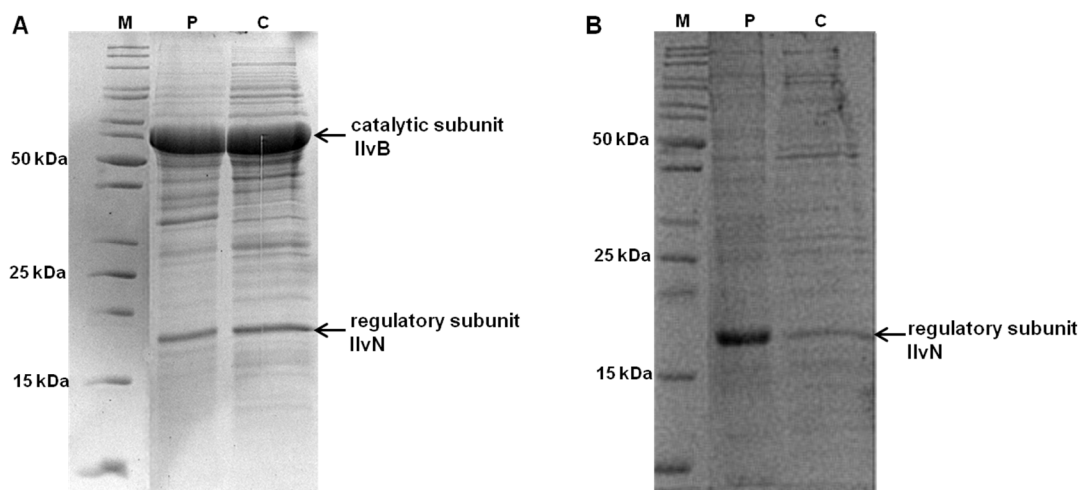 A
M
P
C
catalytic subunit
IlvB
50 kDa
25 kDa
regulatory subunit
IlvN
15 kDa
B
M
P
C
50 kDa
25 kDa
regulatory subunit
IlvN
15 kDa